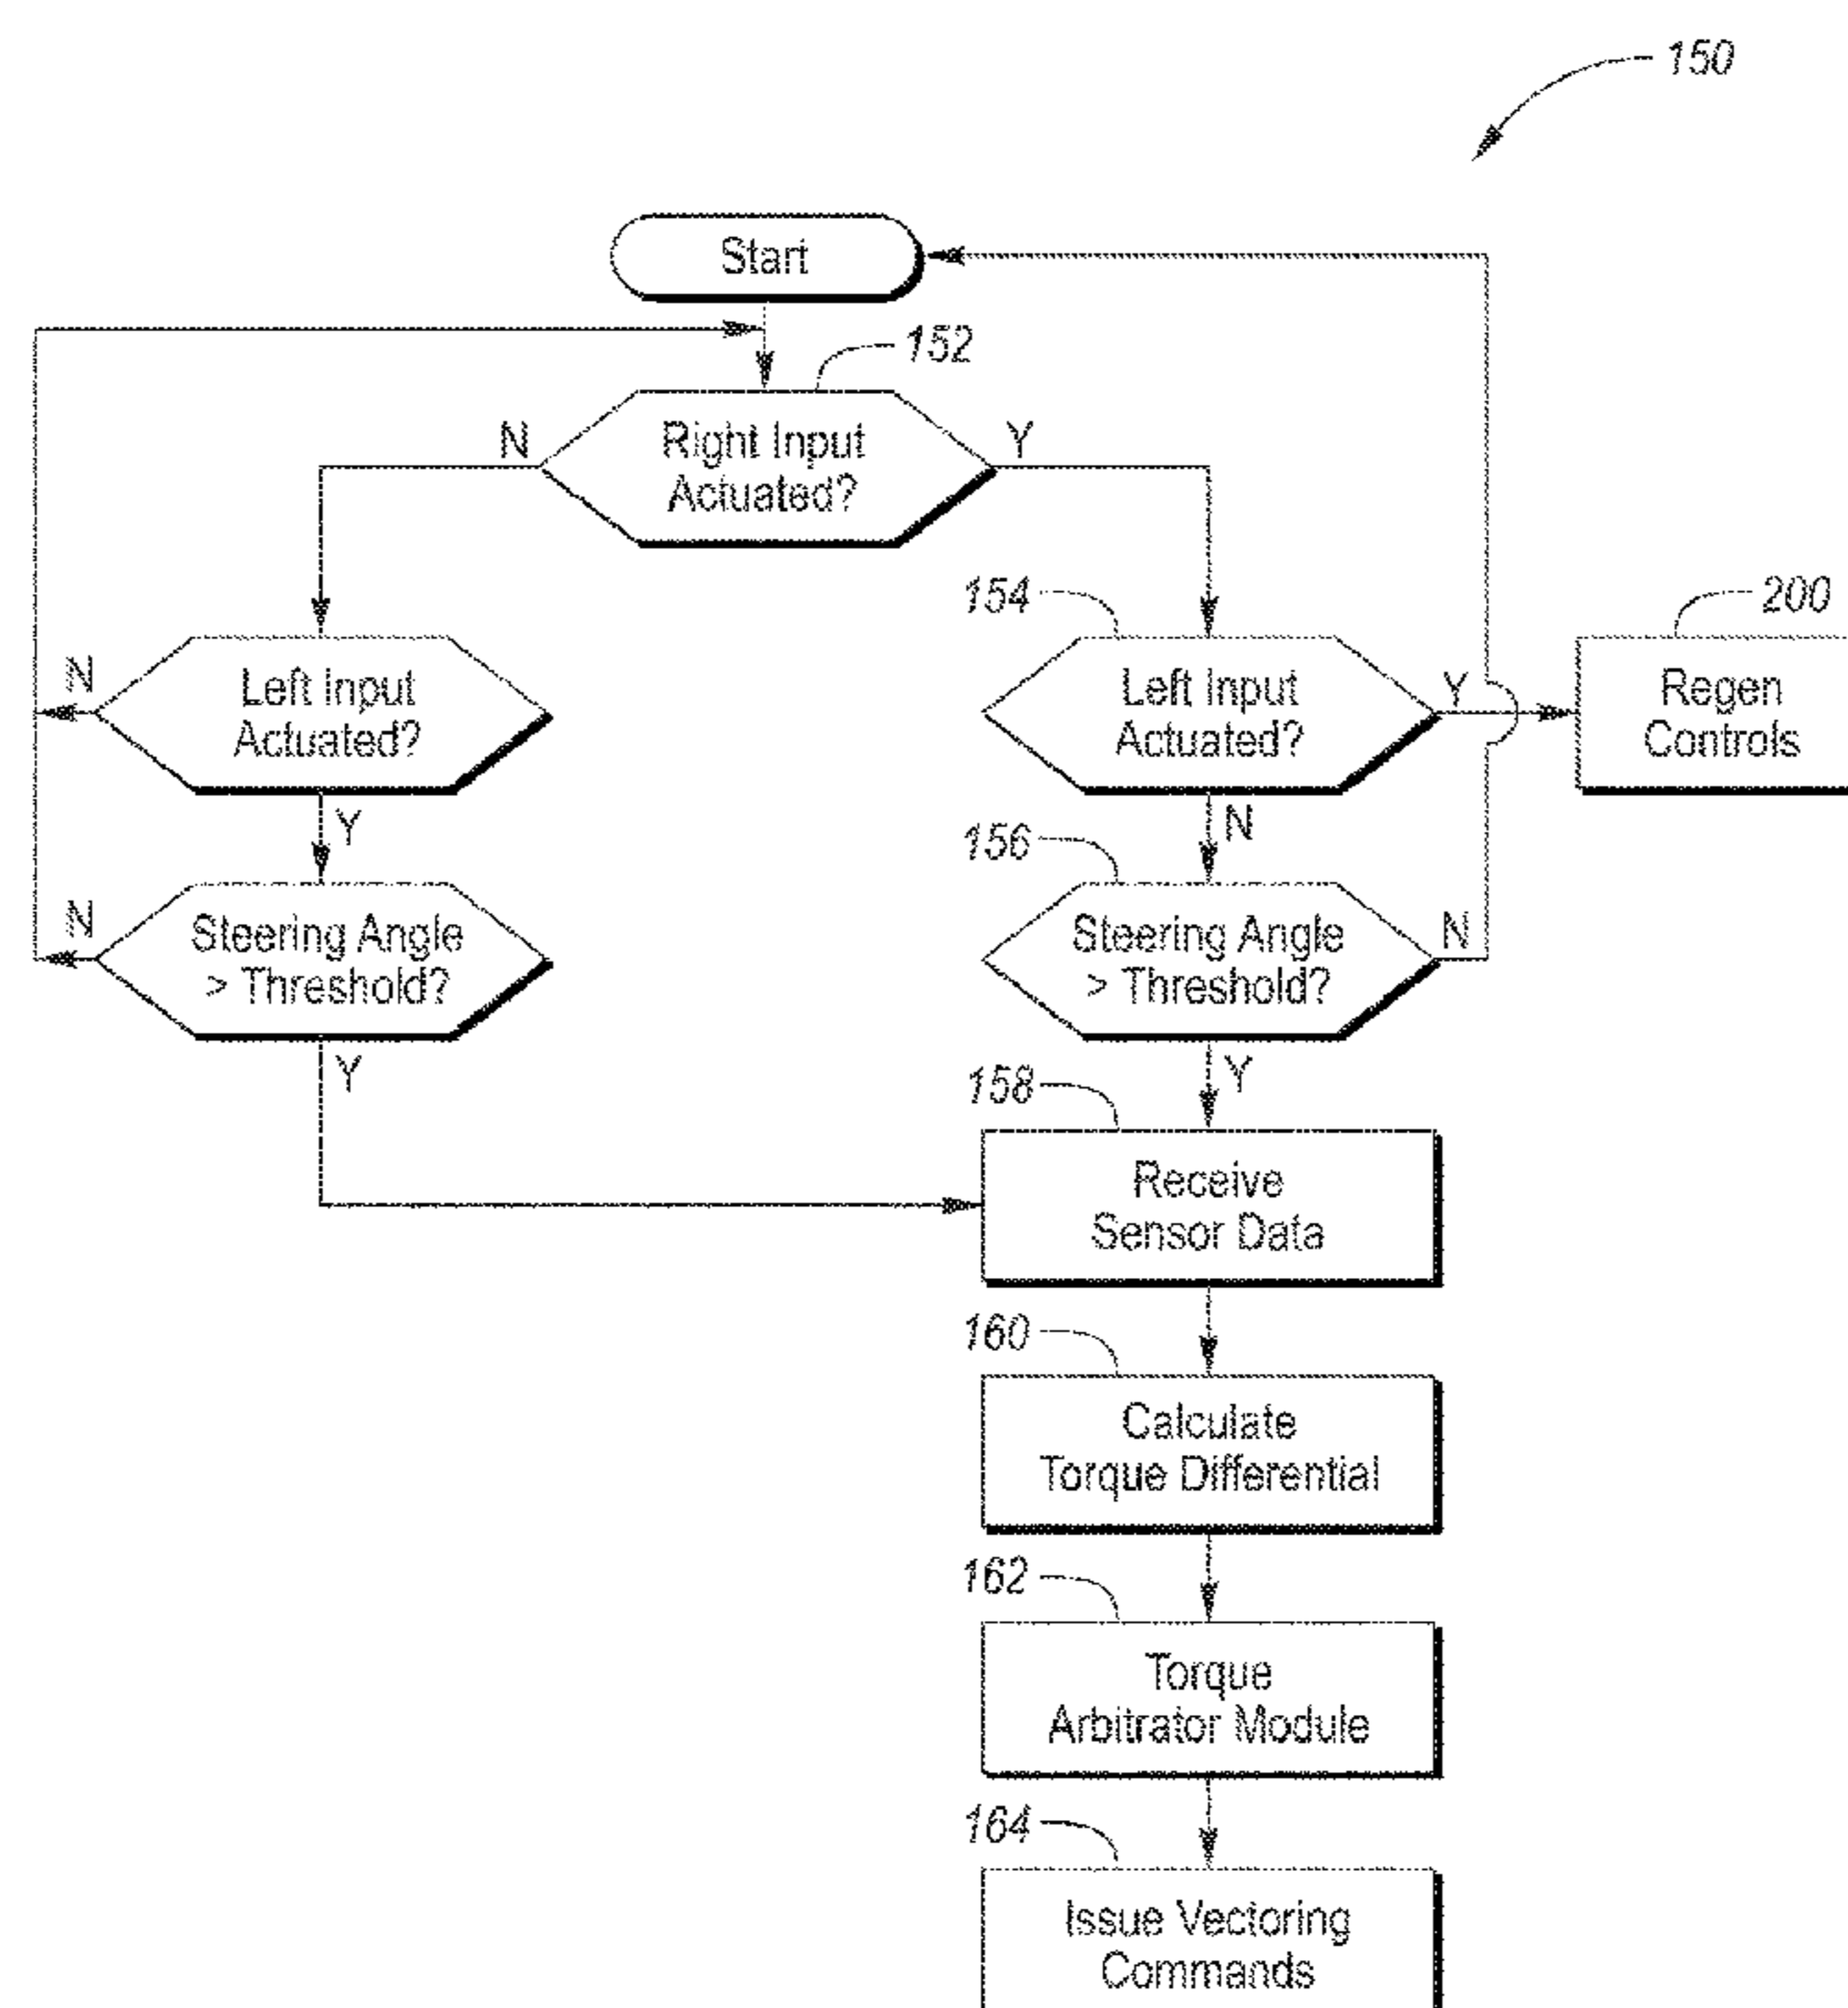 150
Start
152
N
Right Input
Actuated?
Y
154
200
N
Left Input
Actuated?
Left Input
Actuated?
Y
Regen
Controls
Y
N
156
N
Steering Angle
> Threshold?
Steering Angle
> Threshold?
N
Y
Y
158
Receive
Sensor Data
160
Calculate
Torque Differential
162
Torque
Arbitrator Module
164
Issue Vectoring
Commands